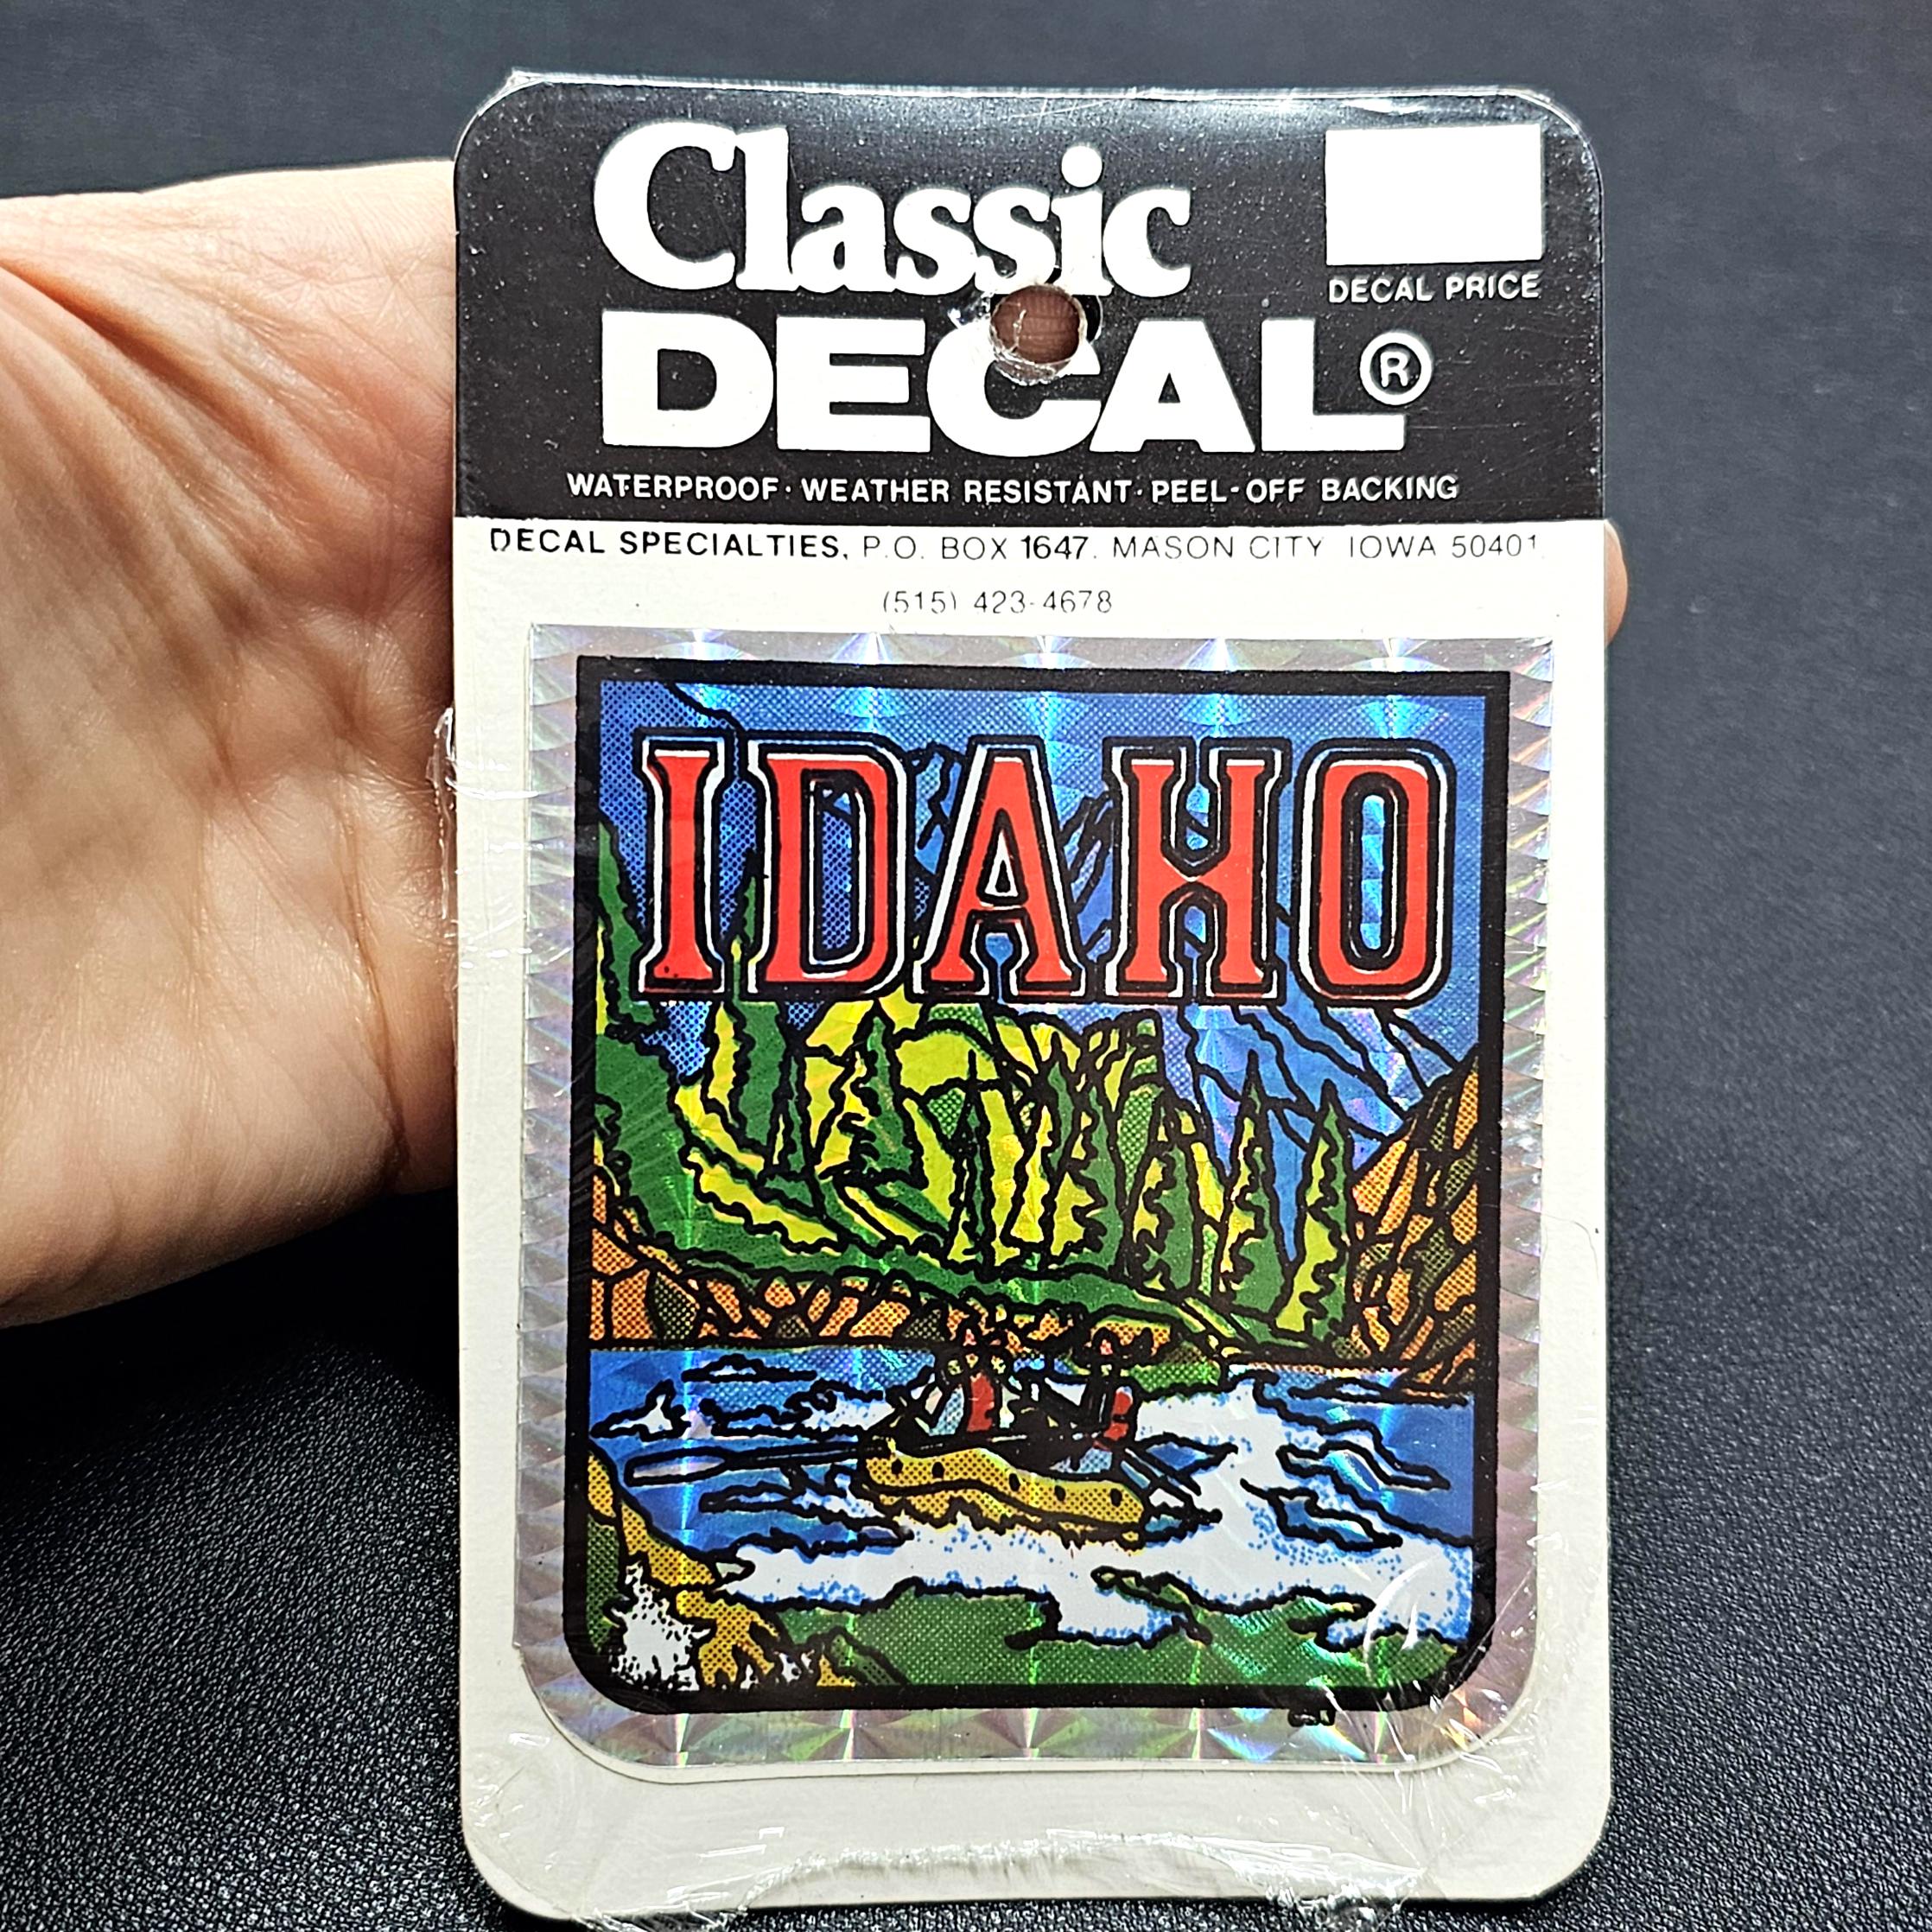 Classic
DECAL®
DECAL PRICE
WATERPROOF · WEATHER RESISTANT · PEEL-OFF BACKING
DECAL SPECIALTIES, P.O. BOX 1647, MASON CITY IOWA 50401
(515) 423-4678
IDAHO